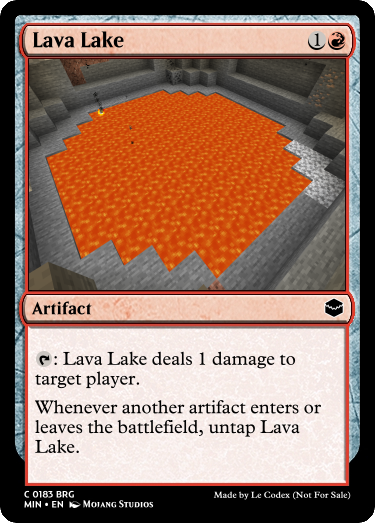 Lava Lake 1
Artifact
: Lava Lake deals 1 damage to
target player.
Whenever another artifact enters or
leaves the battlefield, untap Lava
Lake.
C 0183 BRG
MIN • EN Mojang Studios
Made by Le Codex (Not For Sale)